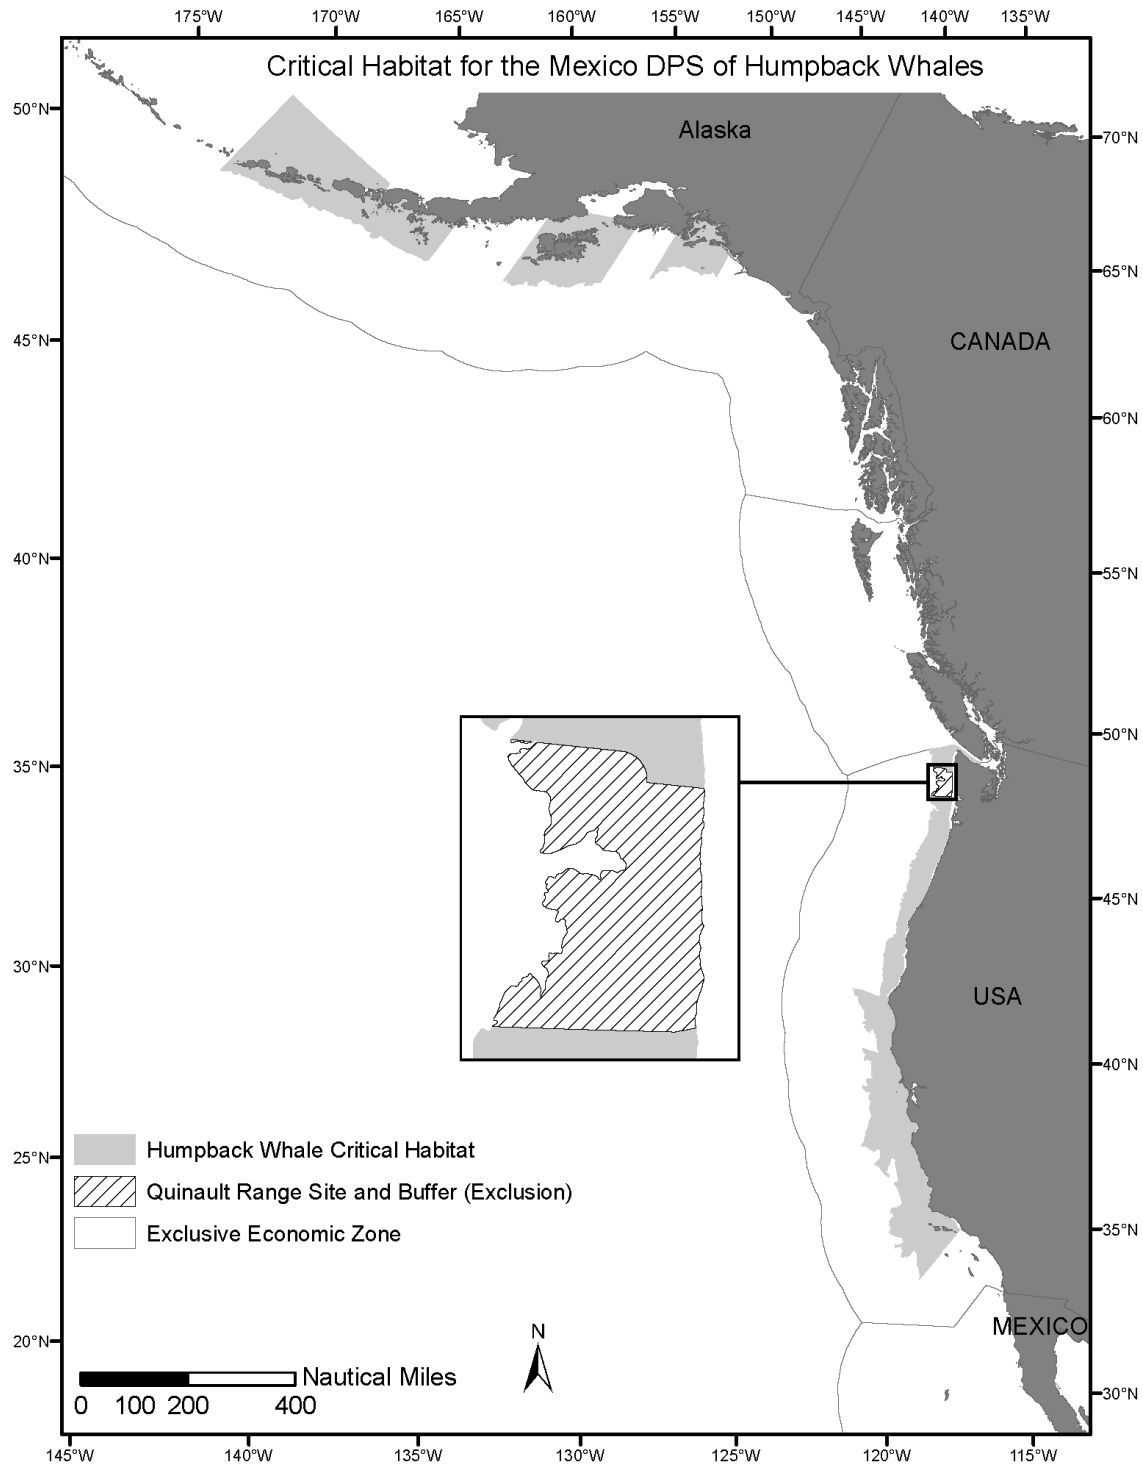 175°W 170°W 165°W 160°W 155°W 150°W 145°W 140°W 135°W
Critical Habitat for the Mexico DPS of Humpback Whales
50°N
Alaska
70°N
65°N
45°N
CANADA
60°N
40°N
55°N
50°N
35°N
45°N
30°N
USA
40°N
Humpback Whale Critical Habitat
25°N
Quinault Range Site and Buffer (Exclusion)
Exclusive Economic Zone
35°N
MEXICO
N
20°N
Nautical Miles
0 100 200 400
30°N
145°W 140°W 135°W 130°W 125°W 120°W 115°W